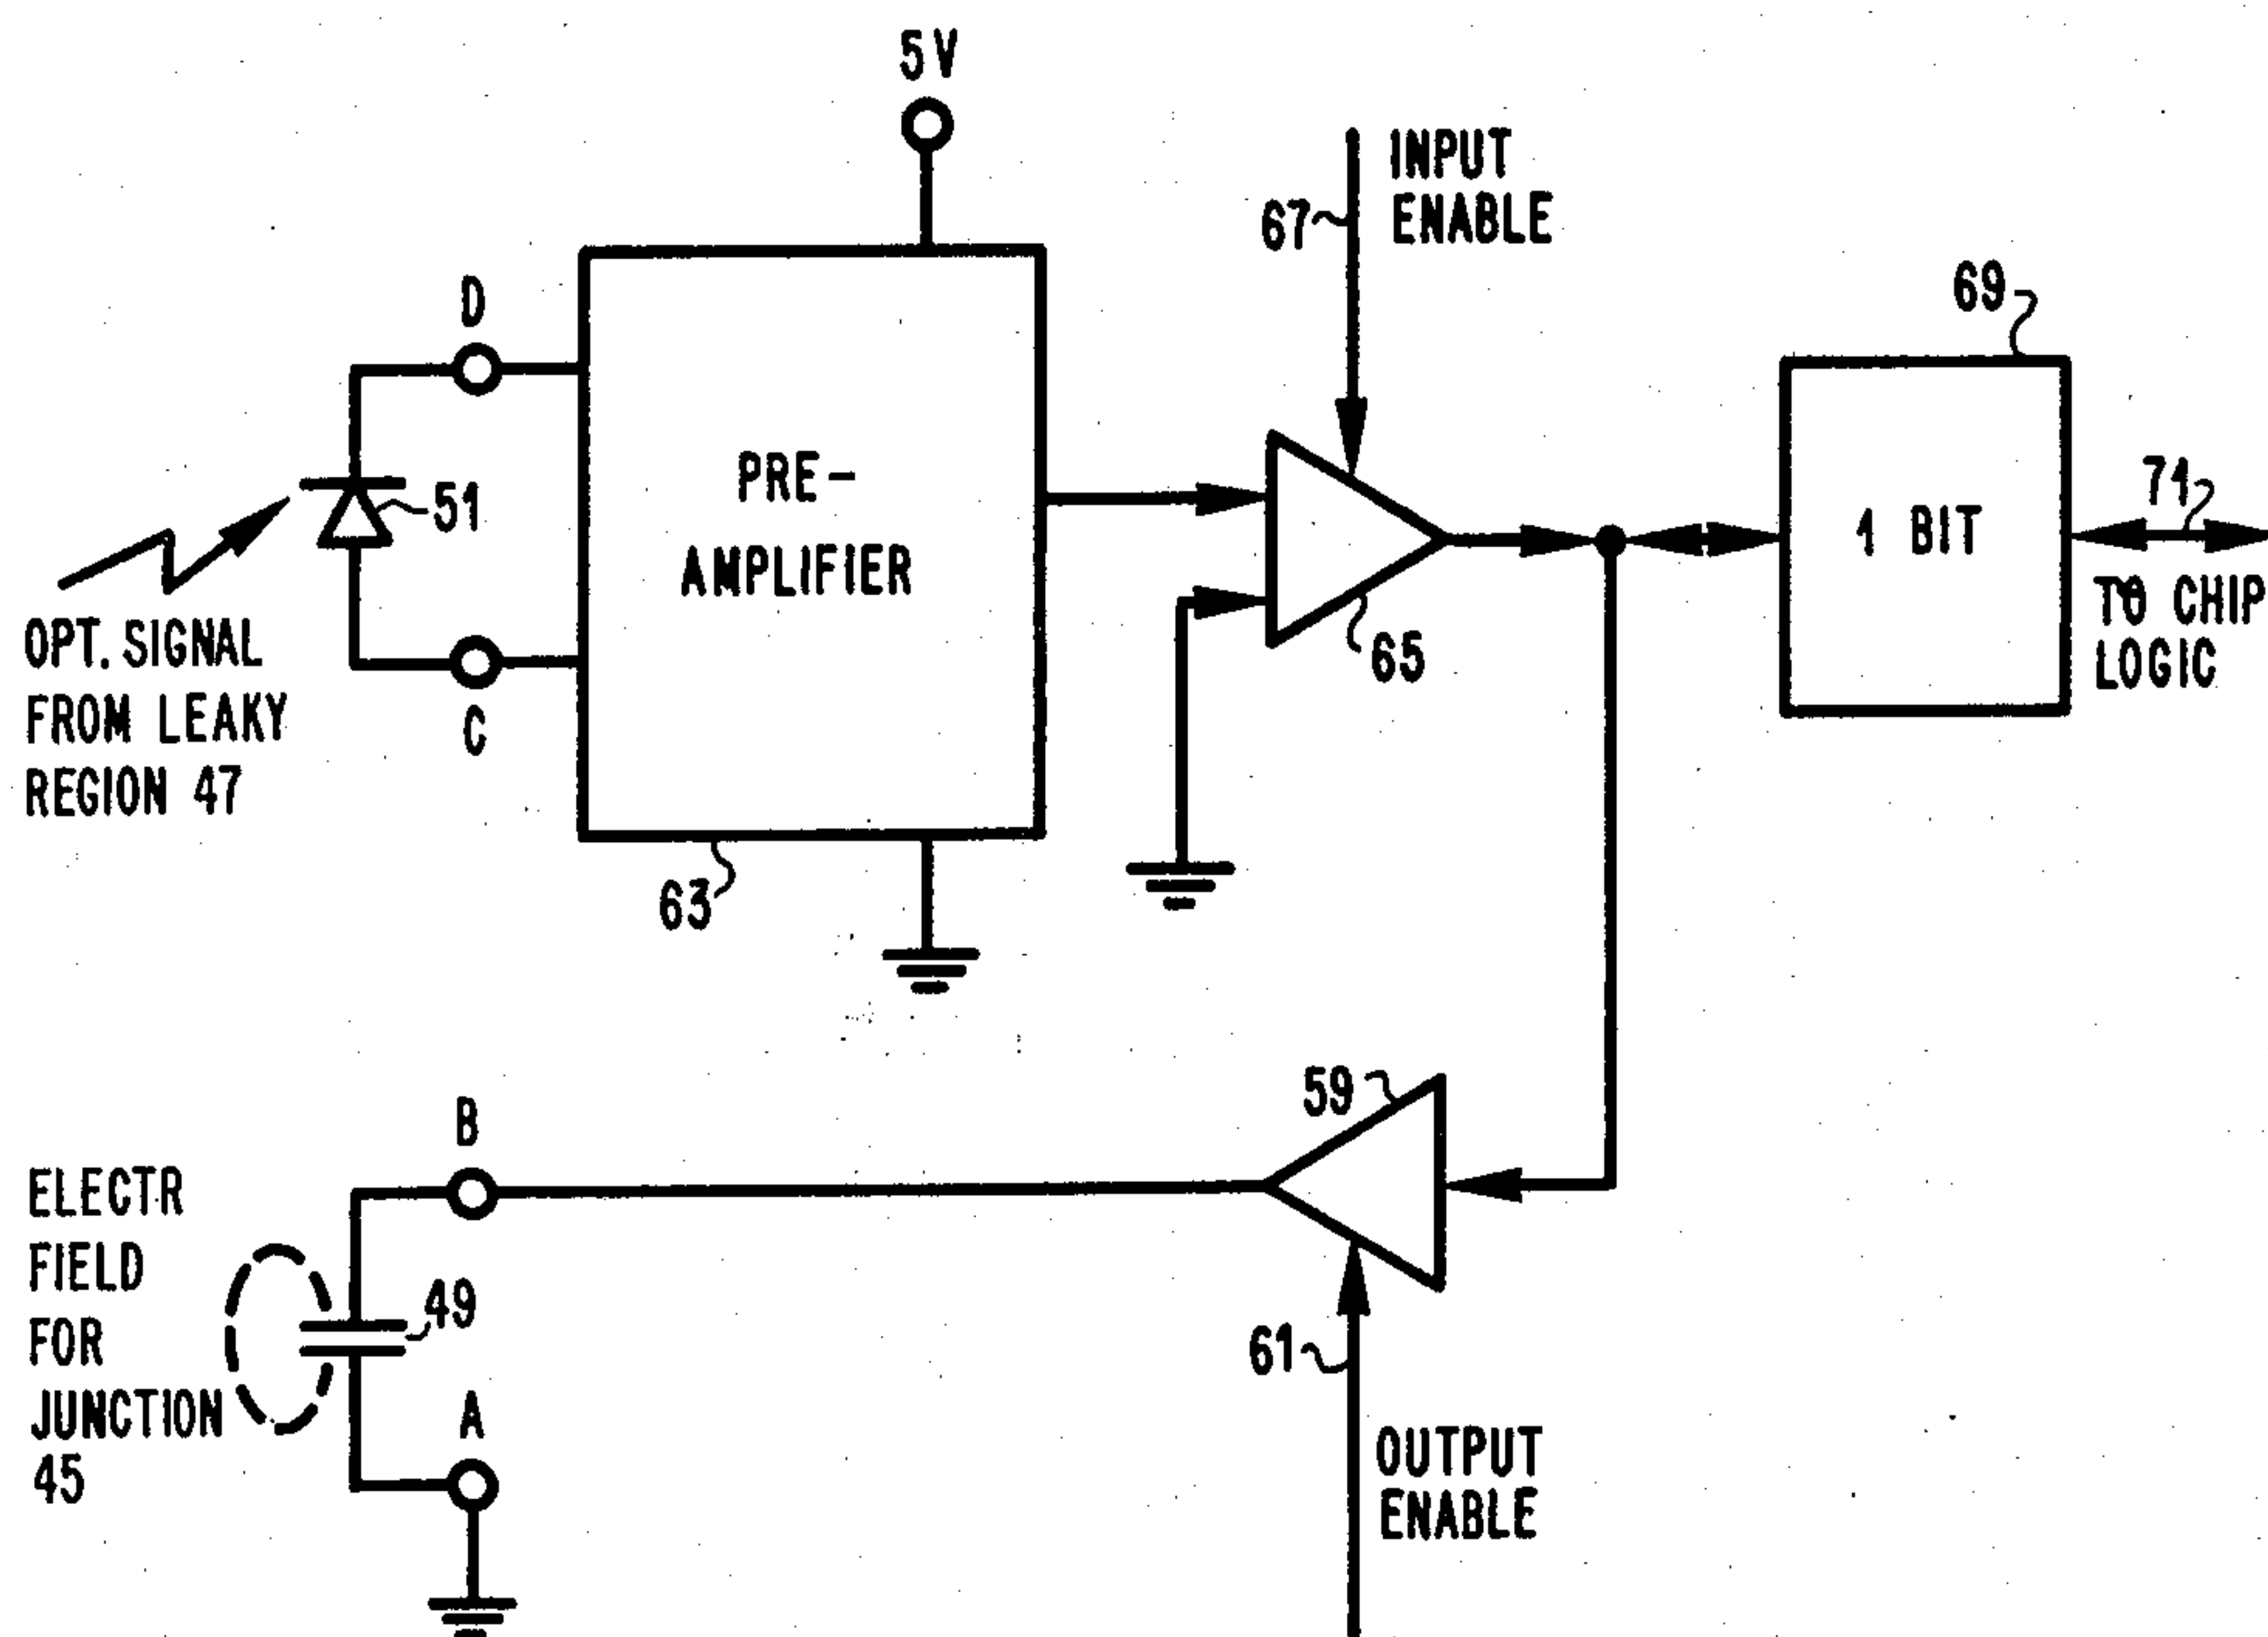 5V
INPUT
ENABLE
67
69
D
PRE-
AMPLIFIER
51
1 BIT
71
TO CHIP
LOGIC
OPT. SIGNAL
FROM LEAKY
REGION 47
C
65
63
59
B
ELECTR
FIELD
FOR
JUNCTION
45
49
A
61
OUTPUT
ENABLE